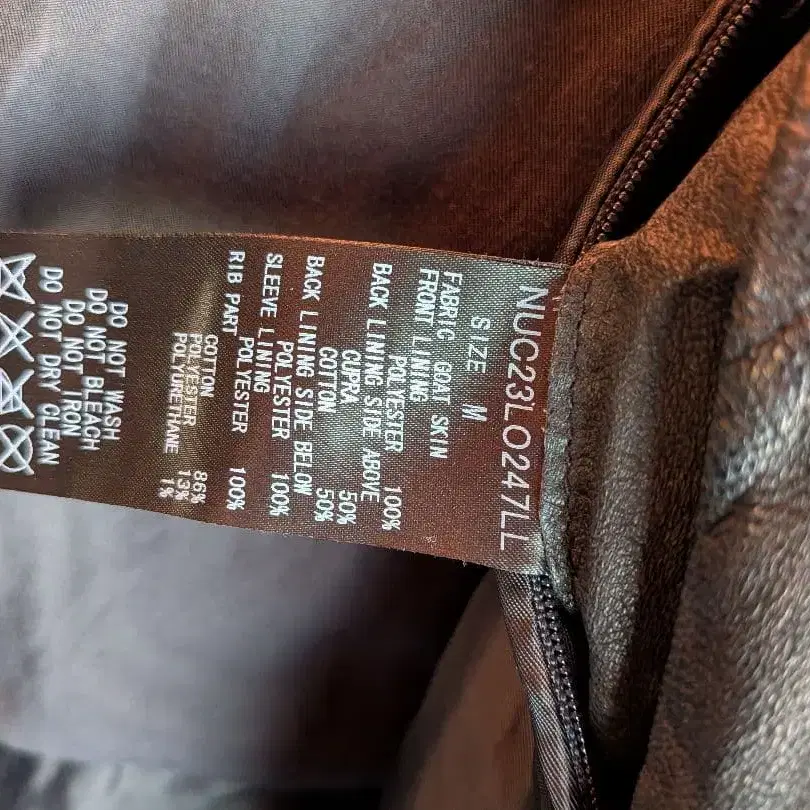 NUC23LO247LL
SIZE M
FABRIC GOAT SKIN
FRONT LINING
POLYESTER 100%
BACK LINING SIDE ABOVE
CUPRA 50%
COTTON 50%
BACK LINING SIDE BELOW
POLYESTER 100%
SLEEVE LINING
POLYESTER 100%
RIB PART
COTTON 86%
POLYESTER 13%
POLYURETHANE 1%
DO NOT WASH
DO NOT BLEACH
DO NOT IRON
DO NOT DRY CLEAN